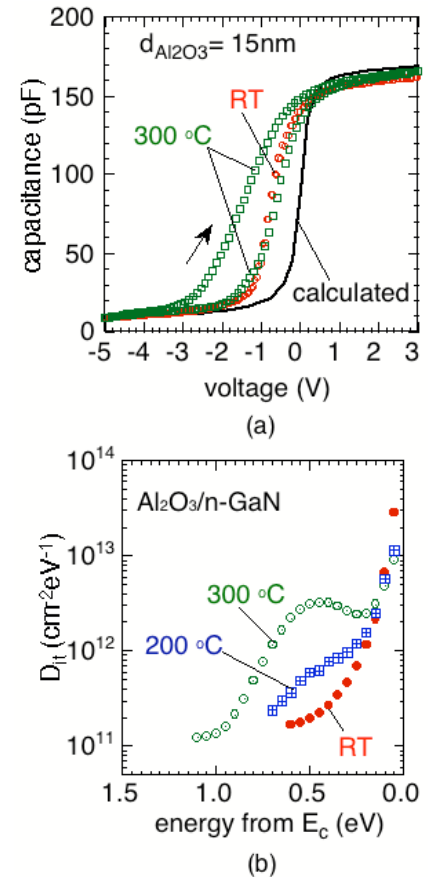 (a)
200
150
100
50
0
capacitance (pF)
d_Al2O3 = 15nm
RT
300 °C
calculated
-5 -4 -3 -2 -1 0 1 2 3
voltage (V)
(a)
10^14
10^13
10^12
10^11
D_it (cm^-2 eV^-1)
Al₂O₃/n-GaN
300 °C
200 °C
RT
1.5 1.0 0.5 0.0
energy from E_c (eV)
(b)